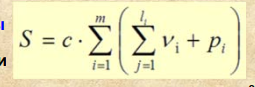 ы
S = c · ∑_{i=1}^{m} ( ∑_{j=1}^{l_i} ν_i + p_i )
и